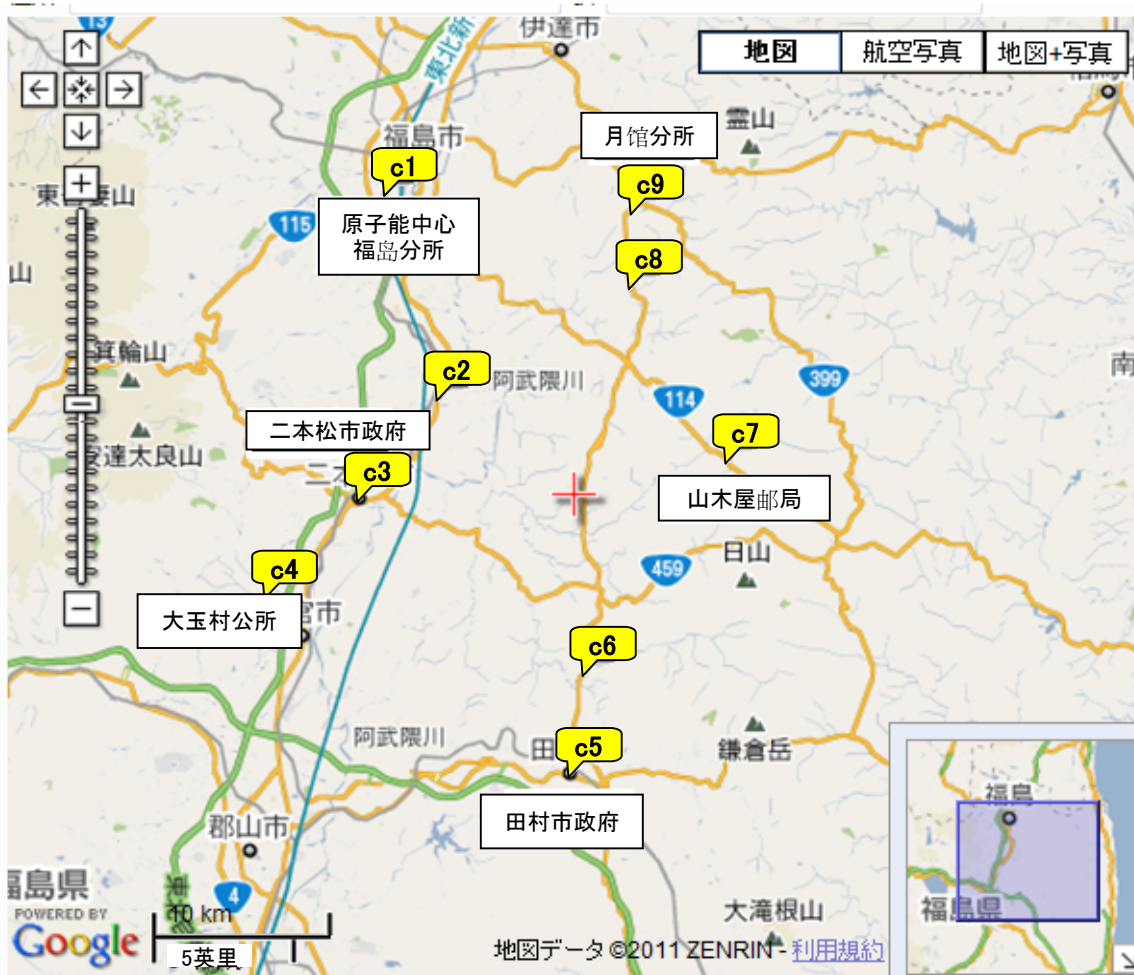 13
東北新
伊達市
地図
航空写真
地図+写真
福島市
月馆分所
霊山
c1
c9
115
原子能中心
福岛分所
c8
山
箕輪山
c2
阿武隈川
399
南
114
二本松市政府
c7
安達太良山
c3
山木屋邮局
459
日山
c4
大玉村公所
宮市
c6
阿武隈川
田
c5
鎌倉岳
田村市政府
福島
郡山市
福島県
4
福島県
POWERED BY
Google
10 km
5英里
大滝根山
地図データ ©2011 ZENRIN - 利用規約